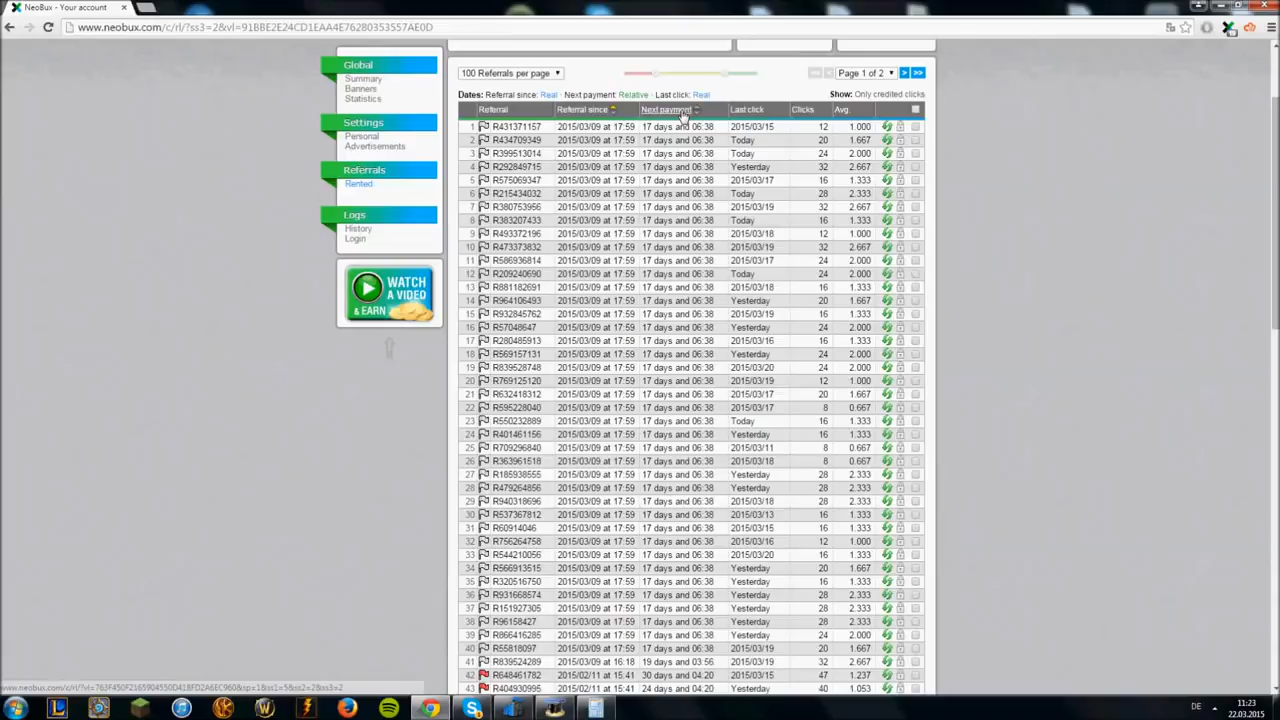 NeoBux - Your account
www.neobux.com/c/rl/?ss3=2&vl=91BBE2E24CD1EAA4E76280353557AE0D
Global
Summary
Banners
Statistics
Settings
Personal
Advertisements
Referrals
Rented
Logs
History
Login
WATCH
A VIDEO
& EARN
100 Referrals per page
Page 1 of 2
Dates: Referral since: Real · Next payment: Relative · Last click: Real
Show: Only credited clicks
Referral Referral since Next payment Last click Clicks Avg.
1 R431371157 2015/03/09 at 17:59 17 days and 06:38 2015/03/15 12 1.000
2 R434709349 2015/03/09 at 17:59 17 days and 06:38 Today 20 1.667
3 R399513014 2015/03/09 at 17:59 17 days and 06:38 Today 24 2.000
4 R292849715 2015/03/09 at 17:59 17 days and 06:38 Yesterday 32 2.667
5 R575069347 2015/03/09 at 17:59 17 days and 06:38 2015/03/17 16 1.333
6 R215434032 2015/03/09 at 17:59 17 days and 06:38 Today 28 2.333
7 R380753956 2015/03/09 at 17:59 17 days and 06:38 2015/03/19 32 2.667
8 R383207433 2015/03/09 at 17:59 17 days and 06:38 Today 16 1.333
9 R493372196 2015/03/09 at 17:59 17 days and 06:38 2015/03/18 12 1.000
10 R473373832 2015/03/09 at 17:59 17 days and 06:38 2015/03/19 32 2.667
11 R586936814 2015/03/09 at 17:59 17 days and 06:38 2015/03/17 24 2.000
12 R209240690 2015/03/09 at 17:59 17 days and 06:38 Today 24 2.000
13 R881182691 2015/03/09 at 17:59 17 days and 06:38 2015/03/18 16 1.333
14 R964106493 2015/03/09 at 17:59 17 days and 06:38 Yesterday 20 1.667
15 R932845762 2015/03/09 at 17:59 17 days and 06:38 2015/03/19 16 1.333
16 R57048647 2015/03/09 at 17:59 17 days and 06:38 Yesterday 24 2.000
17 R280485913 2015/03/09 at 17:59 17 days and 06:38 2015/03/16 16 1.333
18 R569157131 2015/03/09 at 17:59 17 days and 06:38 Yesterday 24 2.000
19 R839528748 2015/03/09 at 17:59 17 days and 06:38 2015/03/20 24 2.000
20 R769125120 2015/03/09 at 17:59 17 days and 06:38 2015/03/19 12 1.000
21 R632418312 2015/03/09 at 17:59 17 days and 06:38 2015/03/17 20 1.667
22 R595228040 2015/03/09 at 17:59 17 days and 06:38 2015/03/17 8 0.667
23 R550232889 2015/03/09 at 17:59 17 days and 06:38 Today 16 1.333
24 R401461156 2015/03/09 at 17:59 17 days and 06:38 Yesterday 16 1.333
25 R709296840 2015/03/09 at 17:59 17 days and 06:38 2015/03/11 8 0.667
26 R363961518 2015/03/09 at 17:59 17 days and 06:38 2015/03/18 8 0.667
27 R185938555 2015/03/09 at 17:59 17 days and 06:38 Yesterday 28 2.333
28 R479264856 2015/03/09 at 17:59 17 days and 06:38 Yesterday 28 2.333
29 R940318696 2015/03/09 at 17:59 17 days and 06:38 2015/03/18 28 2.333
30 R537367812 2015/03/09 at 17:59 17 days and 06:38 2015/03/13 16 1.333
31 R60914046 2015/03/09 at 17:59 17 days and 06:38 2015/03/15 16 1.333
32 R756264758 2015/03/09 at 17:59 17 days and 06:38 2015/03/16 12 1.000
33 R544210056 2015/03/09 at 17:59 17 days and 06:38 2015/03/20 16 1.333
34 R566913515 2015/03/09 at 17:59 17 days and 06:38 Yesterday 20 1.667
35 R320516750 2015/03/09 at 17:59 17 days and 06:38 Yesterday 16 1.333
36 R931668574 2015/03/09 at 17:59 17 days and 06:38 Yesterday 28 2.333
37 R151927305 2015/03/09 at 17:59 17 days and 06:38 Yesterday 28 2.333
38 R96158427 2015/03/09 at 17:59 17 days and 06:38 Yesterday 28 2.333
39 R866416285 2015/03/09 at 17:59 17 days and 06:38 Yesterday 24 2.000
40 R55818097 2015/03/09 at 17:59 17 days and 06:38 2015/03/19 20 1.667
41 R839524289 2015/03/09 at 16:18 19 days and 03:56 2015/03/19 32 2.667
42 R648461782 2015/02/11 at 15:41 30 days and 04:20 2015/03/15 47 1.237
43 R404930995 2015/02/11 at 15:41 24 days and 04:20 Yesterday 40 1.053
DE
11:23
22.03.2015